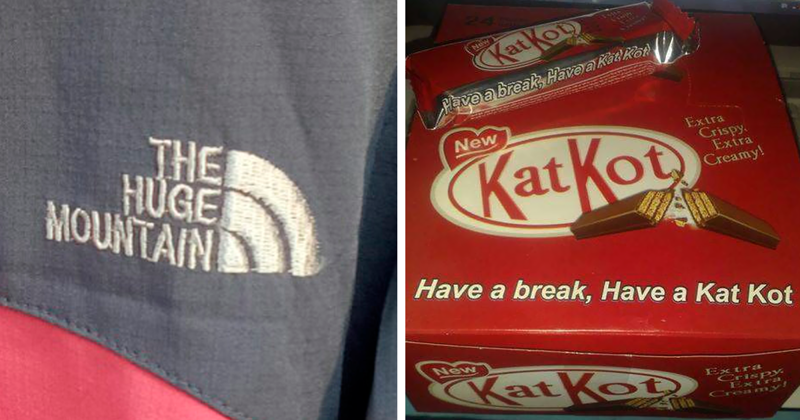 THE
HUGE
MOUNTAIN
24
New
KatKot
Have a break, Have a Kat Kot
New
KatKot
Extra
Crispy.
Extra
Creamy!
Have a break, Have a Kat Kot
New
KatKot
Extra
Crispy.
Extra
Creamy!